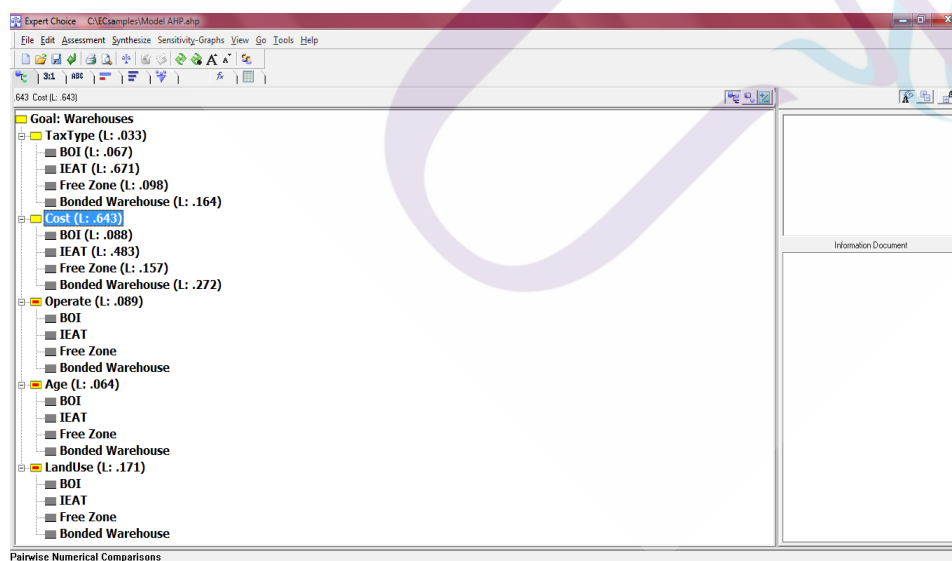 Expert Choice C:\ECsamples\Model AHP.ahp
File Edit Assessment Synthesize Sensitivity-Graphs View Go Tools Help
3:1 ABC fx
.643 Cost (L: .643)
Goal: Warehouses
TaxType (L: .033)
BOI (L: .067)
IEAT (L: .671)
Free Zone (L: .098)
Bonded Warehouse (L: .164)
Cost (L: .643)
BOI (L: .088)
IEAT (L: .483)
Free Zone (L: .157)
Bonded Warehouse (L: .272)
Operate (L: .089)
BOI
IEAT
Free Zone
Bonded Warehouse
Age (L: .064)
BOI
IEAT
Free Zone
Bonded Warehouse
LandUse (L: .171)
BOI
IEAT
Free Zone
Bonded Warehouse
Information Document
Pairwise Numerical Comparisons